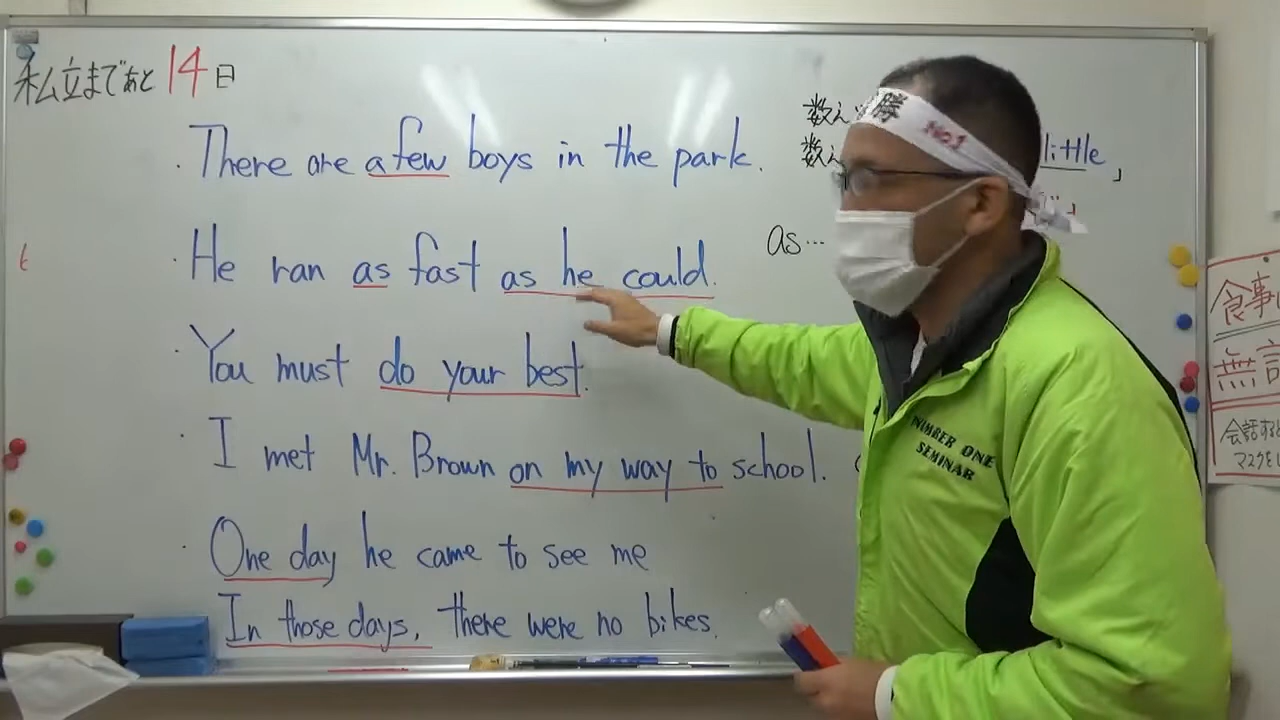 私立まであと14日
There are a few boys in the park.
数え
数え little」
He ran as fast as he could.
as…
You must do your best.
I met Mr. Brown on my way to school.
One day he came to see me
In those days, there were no bikes.
勝 No.1
NUMBER ONE
SEMINAR
食事
無言
会話すると
マスクをし